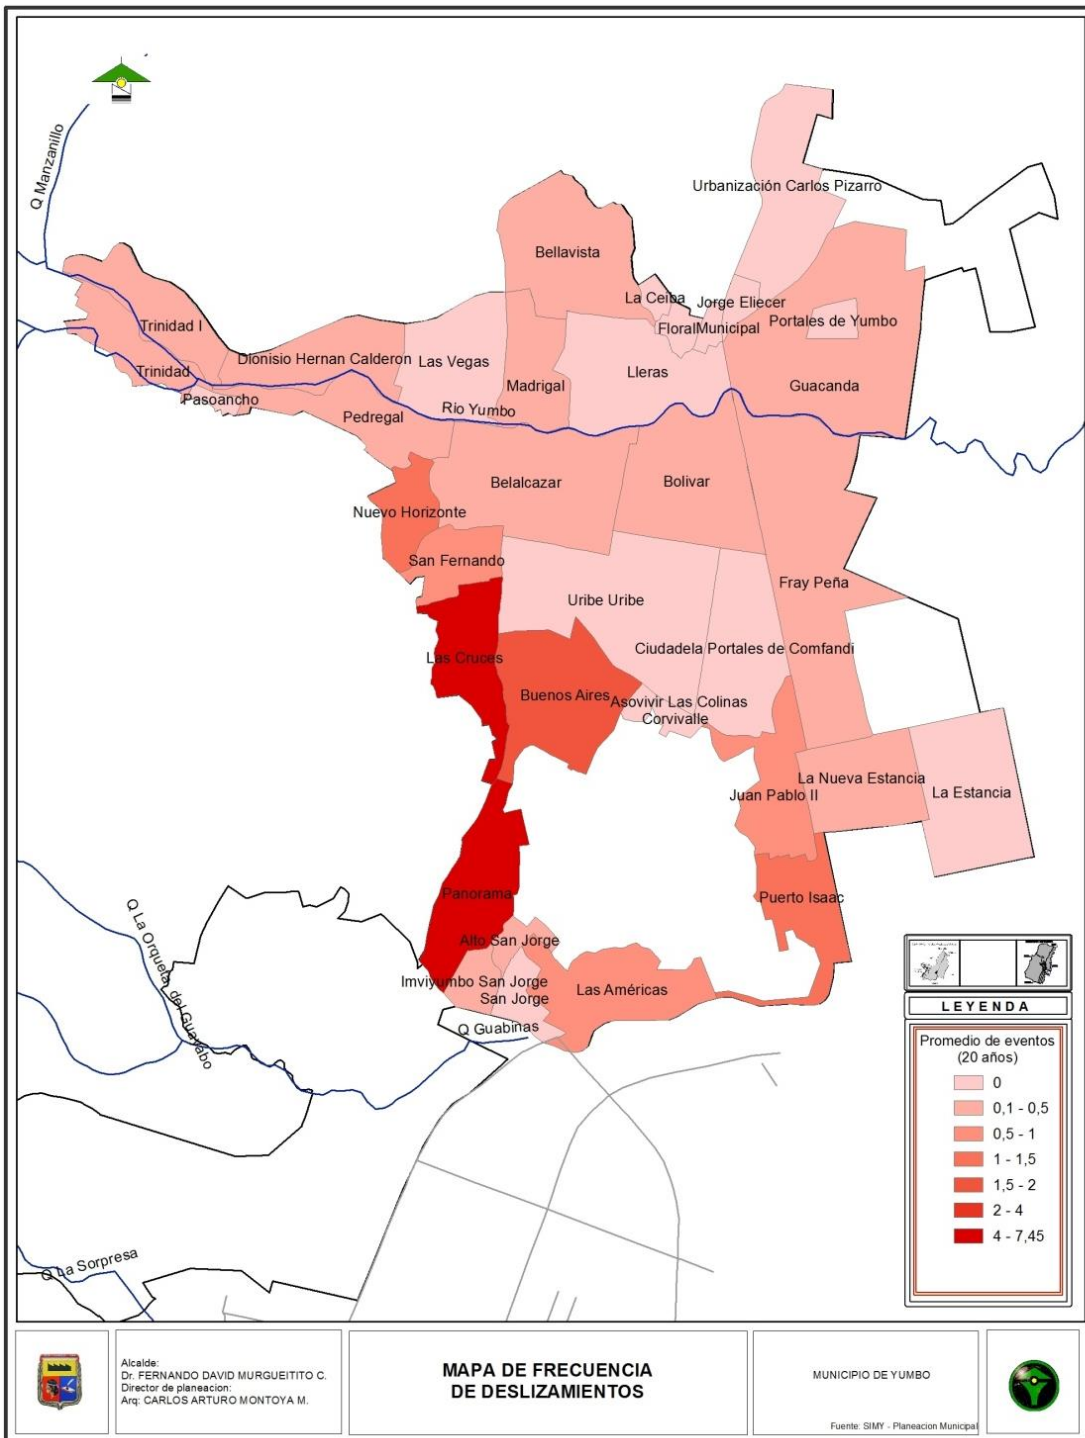 Q Manzanillo
Urbanización Carlos Pizarro
Bellavista
La Ceiba
Jorge Eliecer
Trinidad I
Portales de Yumbo
Floral
Municipal
Dionisio Hernan Calderon
Las Vegas
Trinidad
Lleras
Madrigal
Guacanda
Pasoancho
Pedregal
Río Yumbo
Belalcazar
Bolivar
Nuevo Horizonte
San Fernando
Fray Peña
Uribe Uribe
Ciudadela Portales de Comfandi
Las Cruces
Buenos Aires
Asovivir Las Colinas
Corvivalle
La Nueva Estancia
Juan Pablo II
La Estancia
Panorama
Puerto Isaac
Q La Orqueta, del Guababo
Alto San Jorge
Imviyumbo San Jorge
San Jorge
Las Américas
Q Guabinas
Q La Sorpresa
LEYENDA
Promedio de eventos
(20 años)
0
0,1 - 0,5
0,5 - 1
1 - 1,5
1,5 - 2
2 - 4
4 - 7,45
Alcalde:
Dr. FERNANDO DAVID MURGUEITITO C.
Director de planeacion:
Arq: CARLOS ARTURO MONTOYA M.
MAPA DE FRECUENCIA
DE DESLIZAMIENTOS
MUNICIPIO DE YUMBO
Fuente: SIMY - Planeacion Municipal